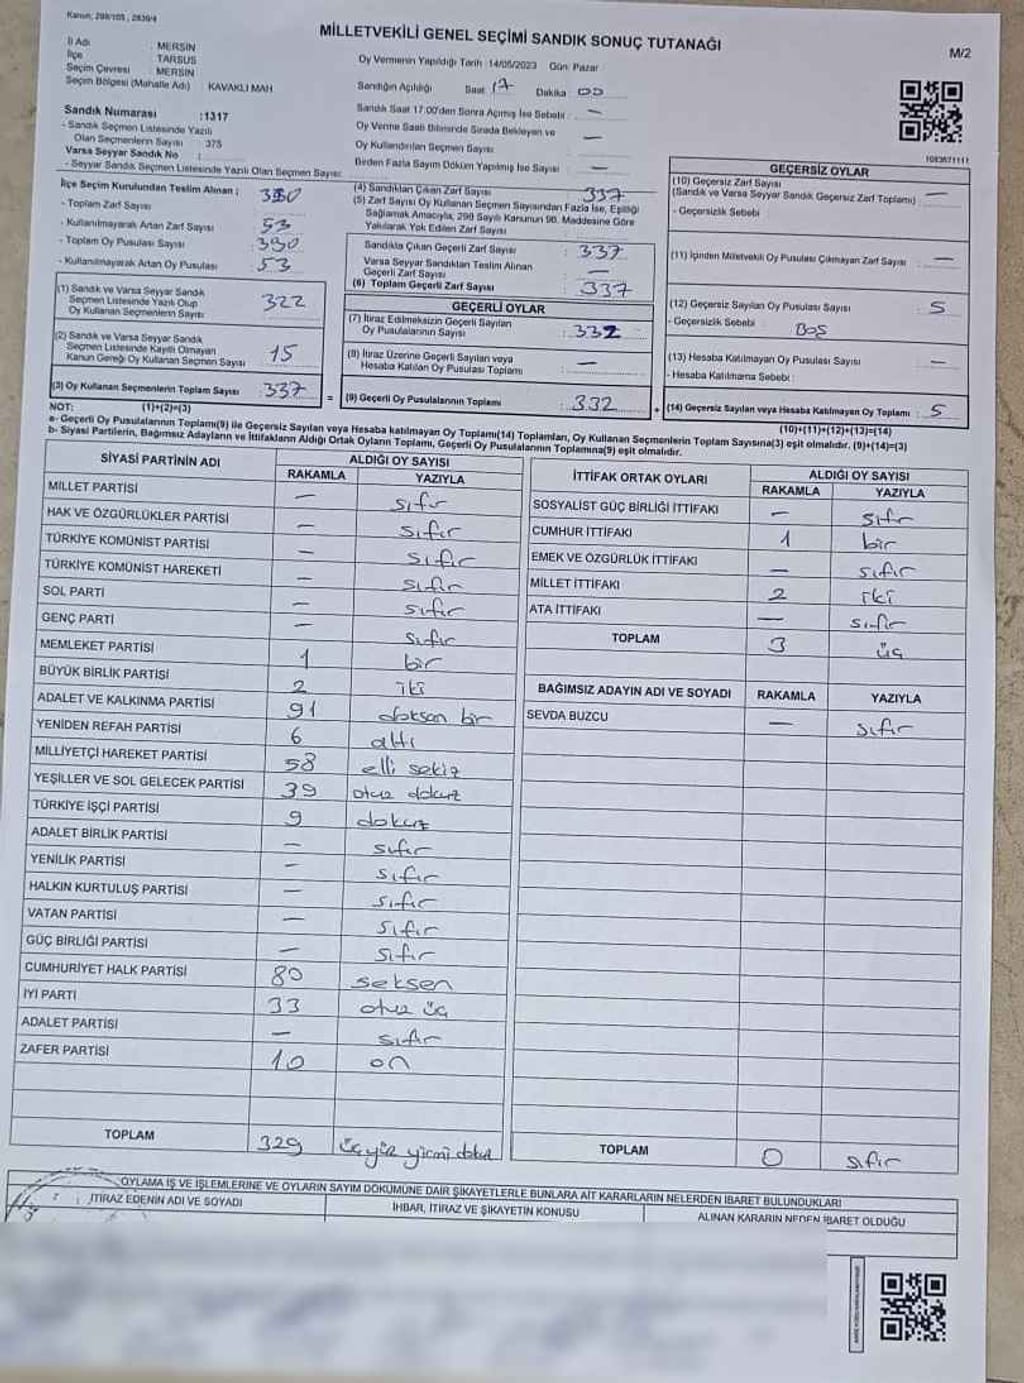 Kanun; 298/105 , 2839/4
MİLLETVEKİLİ GENEL SEÇİMİ SANDIK SONUÇ TUTANAĞI
M/2
İl Adı : MERSİN
İlçe : TARSUS
Seçim Çevresi : MERSİN
Seçim Bölgesi (Mahalle Adı) : KAVAKLI MAH
Oy Vermenin Yapıldığı Tarih : 14/05/2023 Gün: Pazar
Sandığın Açılışı Saat : 17 Dakika : 00
Sandık Saat 17.00'den Sonra Açılmış İse Sebebi : —
Oy Verme Saati Bitiminde Sırada Bekleyen ve
Oy Kullandırılan Seçmen Sayısı : —
Birden Fazla Sayım Döküm Yapılmış İse Sayısı : —
Sandık Numarası : 1317
- Sandık Seçmen Listesinde Yazılı
Olan Seçmenlerin Sayısı : 375
Varsa Seyyar Sandık No :
- Seyyar Sandık Seçmen Listesinde Yazılı Olan Seçmen Sayısı:
1083671111
İlçe Seçim Kurulundan Teslim Alınan :
- Toplam Zarf Sayısı : 390
- Kullanılmayarak Artan Zarf Sayısı : 53
- Toplam Oy Pusulası Sayısı : 390
- Kullanılmayarak Artan Oy Pusulası : 53
(1) Sandık ve Varsa Seyyar Sandık
Seçmen Listesinde Yazılı Olup
Oy Kullanan Seçmenlerin Sayısı : 322
(2) Sandık ve Varsa Seyyar Sandık
Seçmen Listesinde Kayıtlı Olmayan
Kanun Gereği Oy Kullanan Seçmen Sayısı : 15
(3) Oy Kullanan Seçmenlerin Toplam Sayısı : 337
(1)+(2)=(3)
(4) Sandıktan Çıkan Zarf Sayısı : 337
(5) Zarf Sayısı Oy Kullanan Seçmen Sayısından Fazla İse, Eşitliği
Sağlamak Amacıyla, 298 Sayılı Kanunun 98. Maddesine Göre
Yakılarak Yok Edilen Zarf Sayısı :
Sandıkta Çıkan Geçerli Zarf Sayısı : 337
Varsa Seyyar Sandıktan Teslim Alınan
Geçerli Zarf Sayısı : —
(6) Toplam Geçerli Zarf Sayısı : 337
GEÇERLİ OYLAR
(7) İtiraz Edilmeksizin Geçerli Sayılan
Oy Pusulalarının Sayısı : 332
(8) İtiraz Üzerine Geçerli Sayılan veya
Hesaba Katılan Oy Pusulası Toplamı : —
= (9) Geçerli Oy Pusulalarının Toplamı : 332
GEÇERSİZ OYLAR
(10) Geçersiz Zarf Sayısı
(Sandık ve Varsa Seyyar Sandık Geçersiz Zarf Toplamı) : —
- Geçersizlik Sebebi
(11) İçinden Milletvekili Oy Pusulası Çıkmayan Zarf Sayısı : —
(12) Geçersiz Sayılan Oy Pusulası Sayısı : 5
- Geçersizlik Sebebi : BOŞ
(13) Hesaba Katılmayan Oy Pusulası Sayısı : —
- Hesaba Katılmama Sebebi :
+ (14) Geçersiz Sayılan veya Hesaba Katılmayan Oy Toplamı : 5
(10)+(11)+(12)+(13)=(14)
NOT:
a- Geçerli Oy Pusulalarının Toplamı(9) ile Geçersiz Sayılan veya Hesaba katılmayan Oy Toplamı(14) Toplamları, Oy Kullanan Seçmenlerin Toplam Sayısına(3) eşit olmalıdır. (9)+(14)=(3)
b- Siyasi Partilerin, Bağımsız Adayların ve İttifakların Aldığı Ortak Oyların Toplamı, Geçerli Oy Pusulalarının Toplamına(9) eşit olmalıdır.
SİYASİ PARTİNİN ADI ALDIĞI OY SAYISI
RAKAMLA YAZIYLA
MİLLET PARTİSİ — sıfır
HAK VE ÖZGÜRLÜKLER PARTİSİ — sıfır
TÜRKİYE KOMÜNİST PARTİSİ — sıfır
TÜRKİYE KOMÜNİST HAREKETİ — sıfır
SOL PARTİ — sıfır
GENÇ PARTİ — sıfır
MEMLEKET PARTİSİ 1 bir
BÜYÜK BİRLİK PARTİSİ 2 iki
ADALET VE KALKINMA PARTİSİ 91 doksan bir
YENİDEN REFAH PARTİSİ 6 altı
MİLLİYETÇİ HAREKET PARTİSİ 58 elli sekiz
YEŞİLLER VE SOL GELECEK PARTİSİ 39 otuz dokuz
TÜRKİYE İŞÇİ PARTİSİ 9 dokuz
ADALET BİRLİK PARTİSİ — sıfır
YENİLİK PARTİSİ — sıfır
HALKIN KURTULUŞ PARTİSİ — sıfır
VATAN PARTİSİ — sıfır
GÜÇ BİRLİĞİ PARTİSİ — sıfır
CUMHURİYET HALK PARTİSİ 80 seksen
İYİ PARTİ 33 otuz üç
ADALET PARTİSİ — sıfır
ZAFER PARTİSİ 10 on
TOPLAM 329 üç yüz yirmi dokuz
İTTİFAK ORTAK OYLARI ALDIĞI OY SAYISI
RAKAMLA YAZIYLA
SOSYALİST GÜÇ BİRLİĞİ İTTİFAKI — sıfır
CUMHUR İTTİFAKI 1 bir
EMEK VE ÖZGÜRLÜK İTTİFAKI — sıfır
MİLLET İTTİFAKI 2 iki
ATA İTTİFAKI — sıfır
TOPLAM 3 üç
BAĞIMSIZ ADAYIN ADI VE SOYADI RAKAMLA YAZIYLA
SEVDA BUZCU — sıfır
TOPLAM 0 sıfır
OYLAMA İŞ VE İŞLEMLERİNE VE OYLARIN SAYIM DÖKÜMÜNE DAİR ŞİKAYETLERLE BUNLARA AİT KARARLARIN NELERDEN İBARET BULUNDUKLARI
İTİRAZ EDENİN ADI VE SOYADI İHBAR, İTİRAZ VE ŞİKAYETİN KONUSU ALINAN KARARIN NEDEN İBARET OLDUĞU